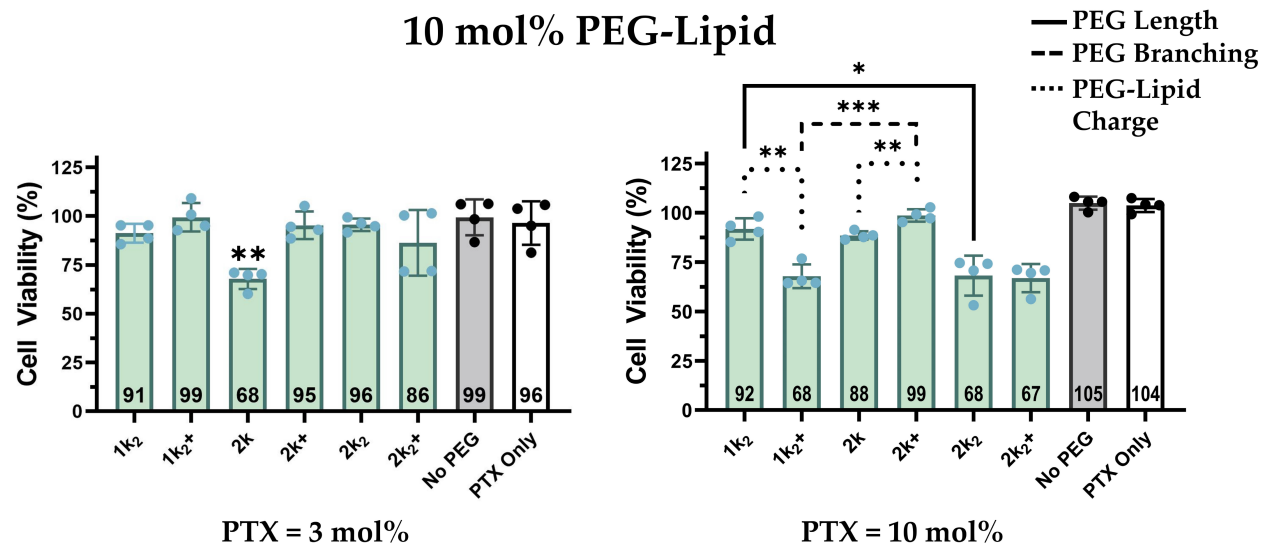 10 mol% PEG-Lipid
PEG Length
PEG Branching
PEG-Lipid
Charge
Cell Viability (%)
125
100
75
50
25
0
**
91
99
68
95
96
86
99
96
1k₂
1k₂+
2k
2k+
2k₂
2k₂+
No PEG
PTX Only
PTX = 3 mol%
Cell Viability (%)
125
100
75
50
25
0
*
***
**
**
92
68
88
99
68
67
105
104
1k₂
1k₂+
2k
2k+
2k₂
2k₂+
No PEG
PTX Only
PTX = 10 mol%